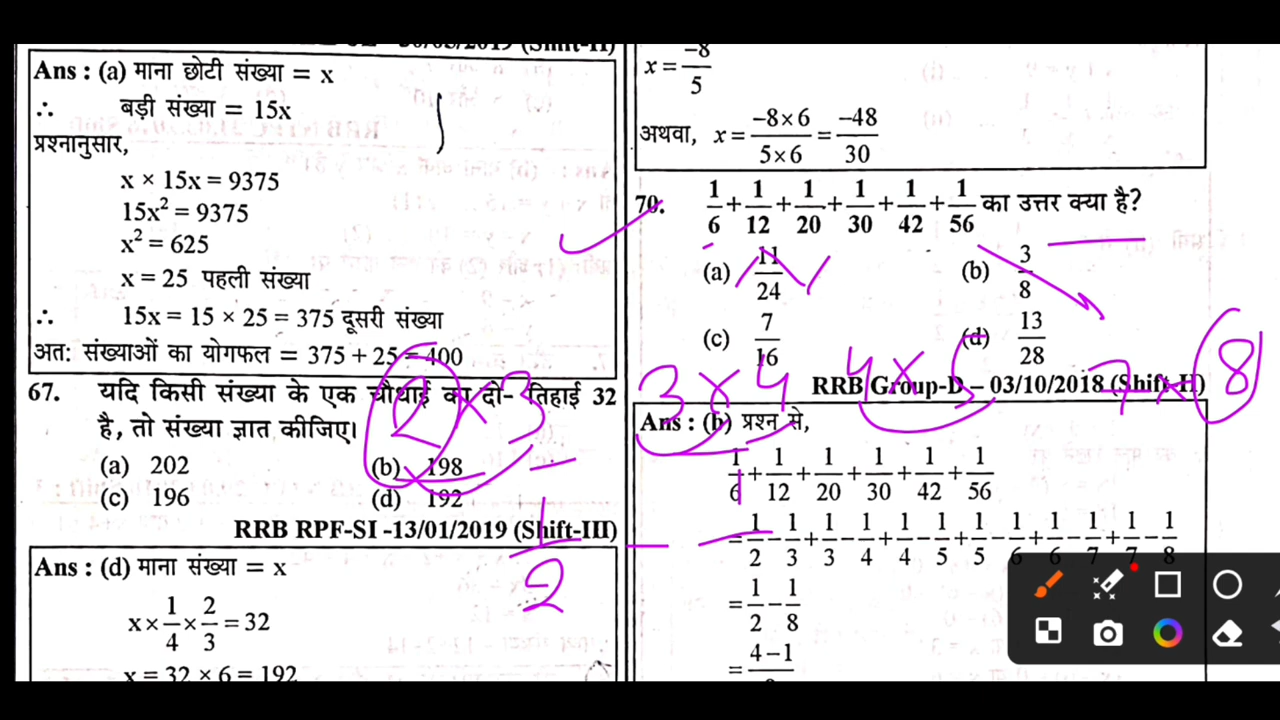 30/05/2019 (Shift-II)
Ans : (a) माना छोटी संख्या = x
∴ बड़ी संख्या = 15x
प्रश्नानुसार,
x × 15x = 9375
15x² = 9375
x² = 625
x = 25 पहली संख्या
∴ 15x = 15 × 25 = 375 दूसरी संख्या
अत: संख्याओं का योगफल = 375 + 25 = 400
67. यदि किसी संख्या के एक चौथाई का दो- तिहाई 32
है, तो संख्या ज्ञात कीजिए।
(a) 202 (b) 198
(c) 196 (d) 192
RRB RPF-SI -13/01/2019 (Shift-III)
Ans : (d) माना संख्या = x
x × 1/4 × 2/3 = 32
x = 32 × 6 = 192
x = -8/5
अथवा, x = -8×6/5×6 = -48/30
70. 1/6 + 1/12 + 1/20 + 1/30 + 1/42 + 1/56 का उत्तर क्या है?
(a) 11/24 (b) 3/8
(c) 7/16 (d) 13/28
RRB Group-D – 03/10/2018 (Shift-II)
Ans : (b) प्रश्न से,
1/6 + 1/12 + 1/20 + 1/30 + 1/42 + 1/56
= 1/2 - 1/3 + 1/3 - 1/4 + 1/4 - 1/5 + 1/5 - 1/6 + 1/6 - 1/7 + 1/7 - 1/8
= 1/2 - 1/8
= 4-1
2×3 3×4 4×5 7×8
1/2